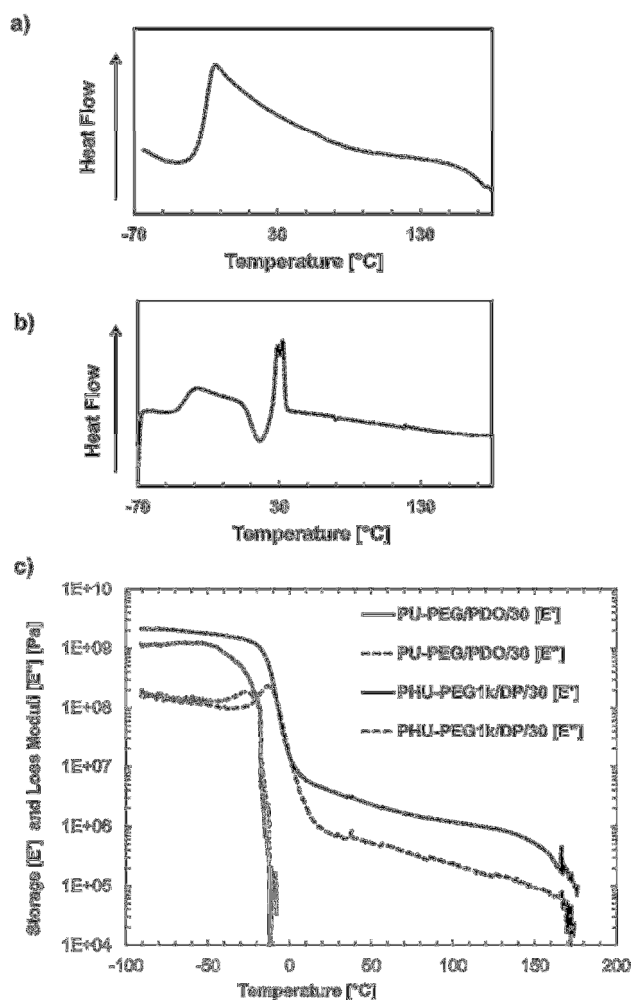 a)
Heat Flow
-70 30 130
Temperature [°C]
b)
Heat Flow
-70 30 130
Temperature [°C]
c)
Storage [E'] and Loss Moduli [E''] [Pa]
1E+10
1E+09
1E+08
1E+07
1E+06
1E+05
1E+04
PU-PEG/PDO/30 [E']
PU-PEG/PDO/30 [E'']
PHU-PEG1k/DP/30 [E']
PHU-PEG1k/DP/30 [E'']
-100 -50 0 50 100 150 200
Temperature [°C]